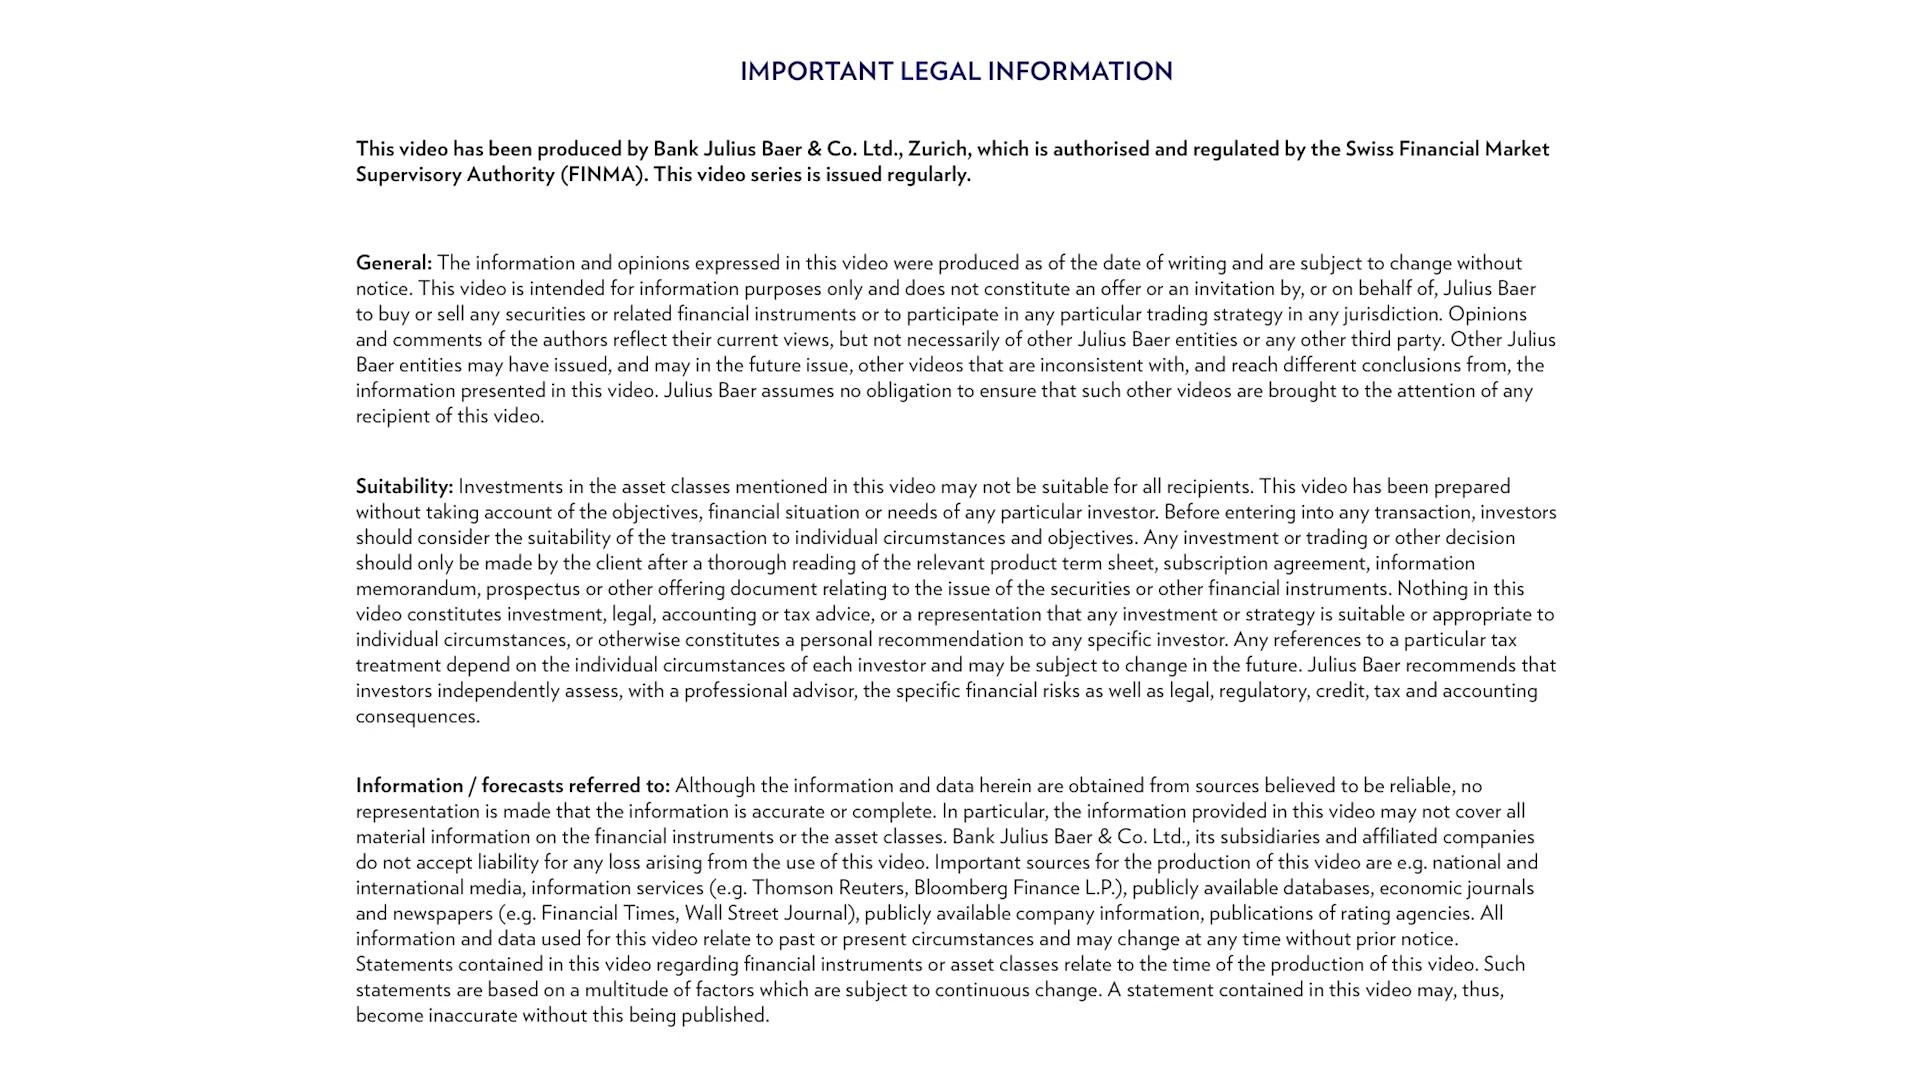 IMPORTANT LEGAL INFORMATION
This video has been produced by Bank Julius Baer & Co. Ltd., Zurich, which is authorised and regulated by the Swiss Financial Market
Supervisory Authority (FINMA). This video series is issued regularly.
General: The information and opinions expressed in this video were produced as of the date of writing and are subject to change without
notice. This video is intended for information purposes only and does not constitute an offer or an invitation by, or on behalf of, Julius Baer
to buy or sell any securities or related financial instruments or to participate in any particular trading strategy in any jurisdiction. Opinions
and comments of the authors reflect their current views, but not necessarily of other Julius Baer entities or any other third party. Other Julius
Baer entities may have issued, and may in the future issue, other videos that are inconsistent with, and reach different conclusions from, the
information presented in this video. Julius Baer assumes no obligation to ensure that such other videos are brought to the attention of any
recipient of this video.
Suitability: Investments in the asset classes mentioned in this video may not be suitable for all recipients. This video has been prepared
without taking account of the objectives, financial situation or needs of any particular investor. Before entering into any transaction, investors
should consider the suitability of the transaction to individual circumstances and objectives. Any investment or trading or other decision
should only be made by the client after a thorough reading of the relevant product term sheet, subscription agreement, information
memorandum, prospectus or other offering document relating to the issue of the securities or other financial instruments. Nothing in this
video constitutes investment, legal, accounting or tax advice, or a representation that any investment or strategy is suitable or appropriate to
individual circumstances, or otherwise constitutes a personal recommendation to any specific investor. Any references to a particular tax
treatment depend on the individual circumstances of each investor and may be subject to change in the future. Julius Baer recommends that
investors independently assess, with a professional advisor, the specific financial risks as well as legal, regulatory, credit, tax and accounting
consequences.
Information / forecasts referred to: Although the information and data herein are obtained from sources believed to be reliable, no
representation is made that the information is accurate or complete. In particular, the information provided in this video may not cover all
material information on the financial instruments or the asset classes. Bank Julius Baer & Co. Ltd., its subsidiaries and affiliated companies
do not accept liability for any loss arising from the use of this video. Important sources for the production of this video are e.g. national and
international media, information services (e.g. Thomson Reuters, Bloomberg Finance L.P.), publicly available databases, economic journals
and newspapers (e.g. Financial Times, Wall Street Journal), publicly available company information, publications of rating agencies. All
information and data used for this video relate to past or present circumstances and may change at any time without prior notice.
Statements contained in this video regarding financial instruments or asset classes relate to the time of the production of this video. Such
statements are based on a multitude of factors which are subject to continuous change. A statement contained in this video may, thus,
become inaccurate without this being published.